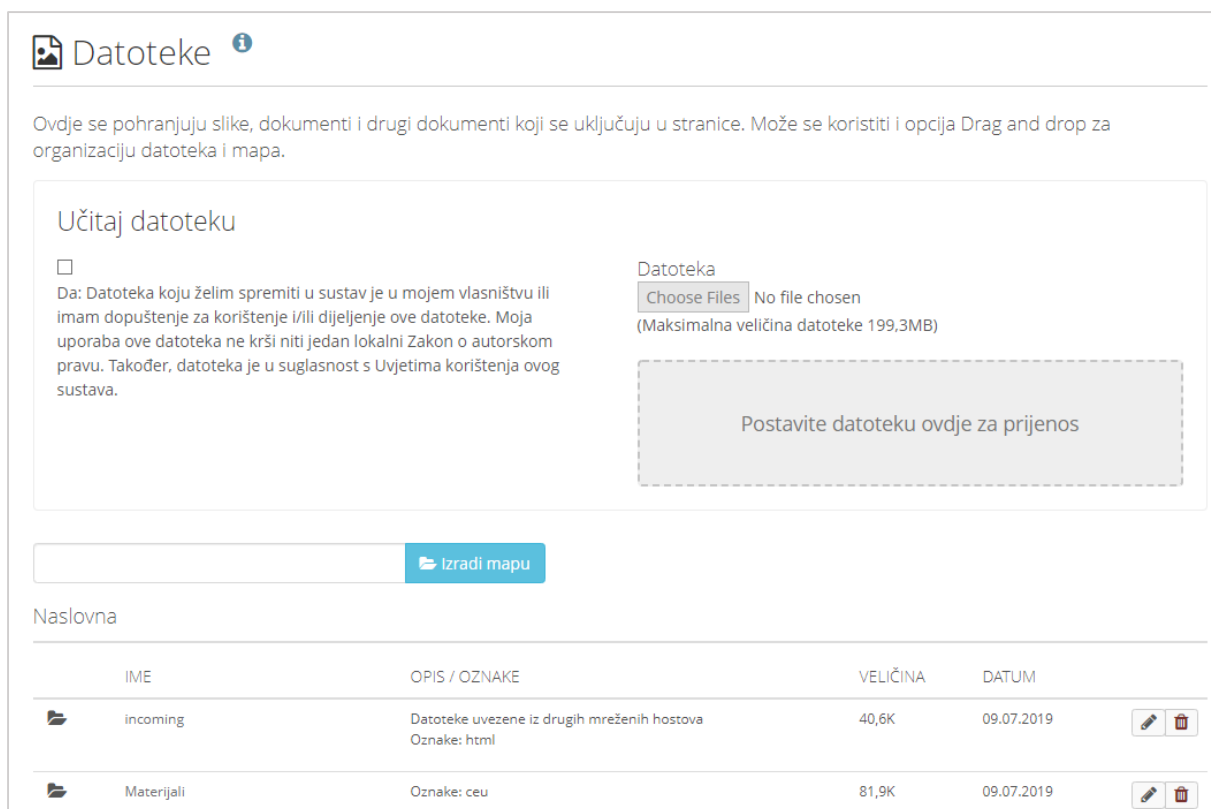 Datoteke
Ovdje se pohranjuju slike, dokumenti i drugi dokumenti koji se uključuju u stranice. Može se koristiti i opcija Drag and drop za
organizaciju datoteka i mapa.
Učitaj datoteku
Da: Datoteka koju želim spremiti u sustav je u mojem vlasništvu ili
imam dopuštenje za korištenje i/ili dijeljenje ove datoteke. Moja
uporaba ove datoteka ne krši niti jedan lokalni Zakon o autorskom
pravu. Također, datoteka je u suglasnost s Uvjetima korištenja ovog
sustava.
Datoteka
Choose Files No file chosen
(Maksimalna veličina datoteke 199,3MB)
Postavite datoteku ovdje za prijenos
Izradi mapu
Naslovna
IME OPIS / OZNAKE VELIČINA DATUM
incoming Datoteke uvezene iz drugih mreženih hostova 40,6K 09.07.2019
Oznake: html
Materijali Oznake: ceu 81,9K 09.07.2019